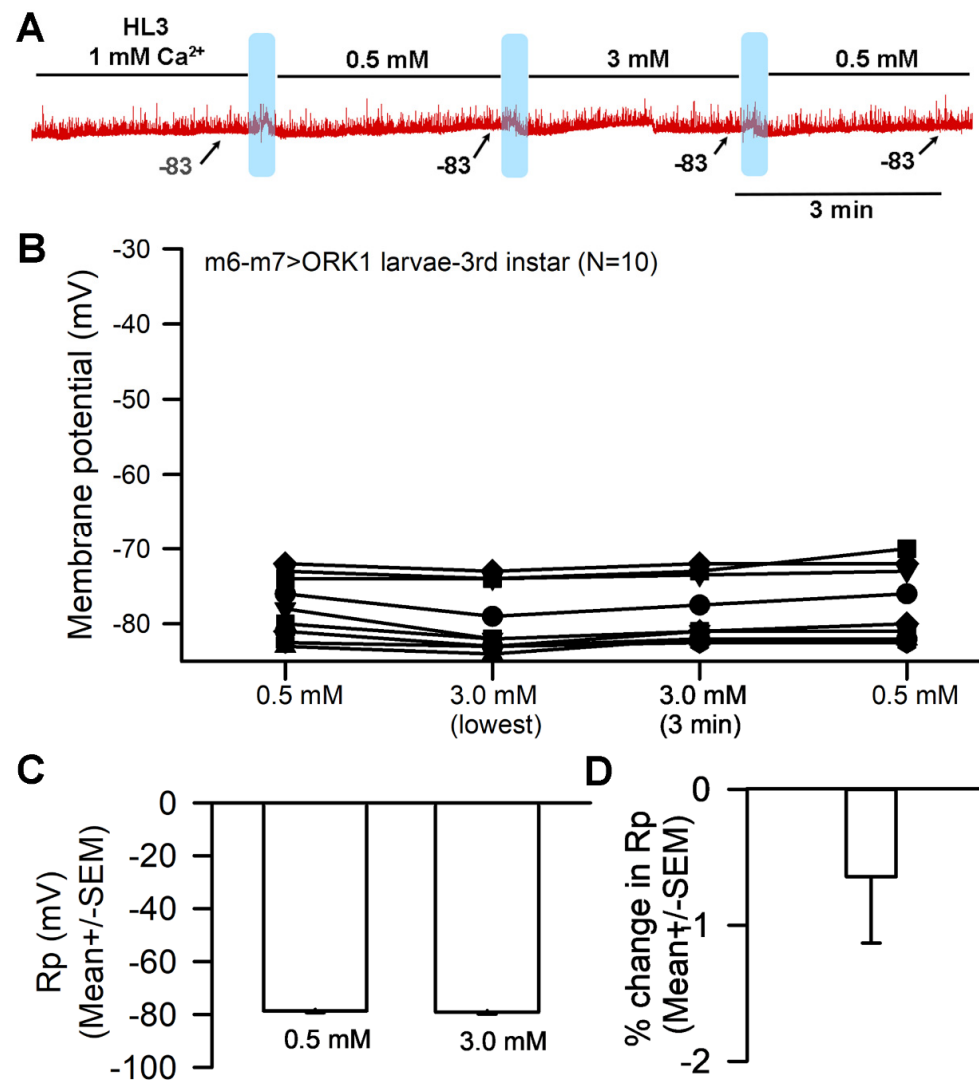 A
HL3
1 mM Ca²⁺
0.5 mM
3 mM
0.5 mM
-83
-83
-83
-83
3 min
B
m6-m7>ORK1 larvae-3rd instar (N=10)
Membrane potential (mV)
-30
-40
-50
-60
-70
-80
0.5 mM
3.0 mM
(lowest)
3.0 mM
(3 min)
0.5 mM
C
Rp (mV)
(Mean+/-SEM)
0
-20
-40
-60
-80
-100
0.5 mM
3.0 mM
D
% change in Rp
(Mean+/-SEM)
0
-1
-2